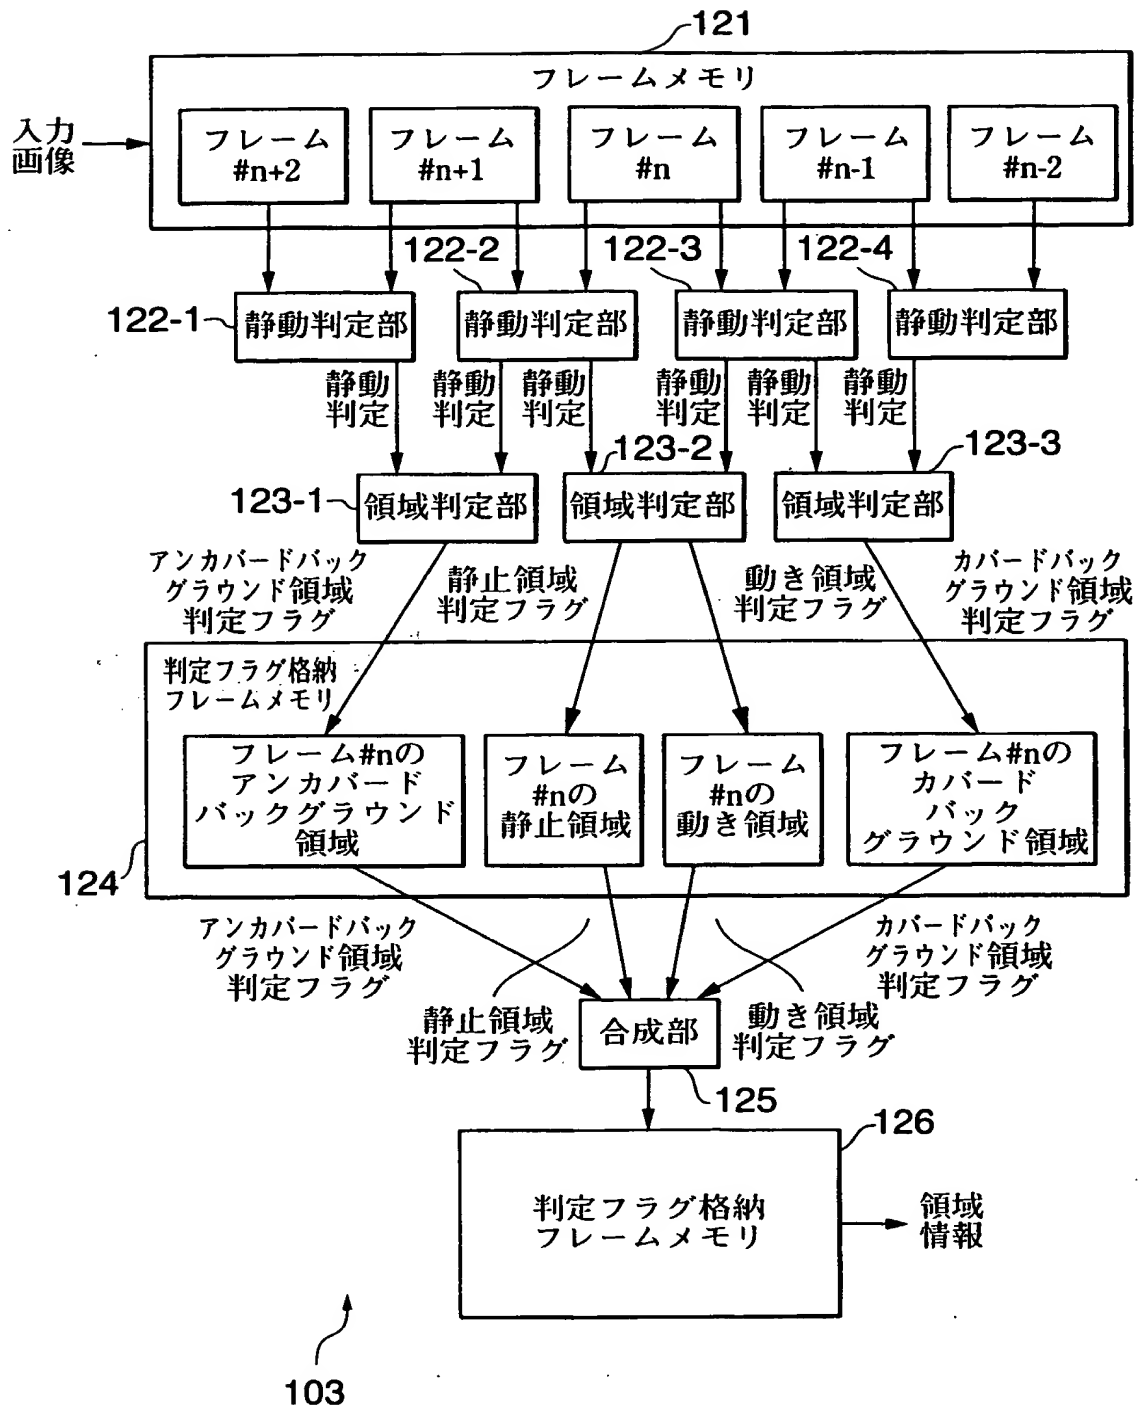 121
フレームメモリ
入力
画像
フレーム
#n+2
フレーム
#n+1
フレーム
#n
フレーム
#n-1
フレーム
#n-2
122-2
122-3
122-4
122-1
静動判定部
静動判定部
静動判定部
静動判定部
静動
判定
静動
判定
静動
判定
静動
判定
静動
判定
静動
判定
123-2
123-3
123-1
領域判定部
領域判定部
領域判定部
アンカバードバック
グラウンド領域
判定フラグ
静止領域
判定フラグ
動き領域
判定フラグ
カバードバック
グラウンド領域
判定フラグ
判定フラグ格納
フレームメモリ
フレーム#nの
アンカバード
バックグラウンド
領域
フレーム
#nの
静止領域
フレーム
#nの
動き領域
フレーム#nの
カバード
バック
グラウンド領域
124
アンカバードバック
グラウンド領域
判定フラグ
静止領域
判定フラグ
動き領域
判定フラグ
カバードバック
グラウンド領域
判定フラグ
合成部
125
126
判定フラグ格納
フレームメモリ
領域
情報
103